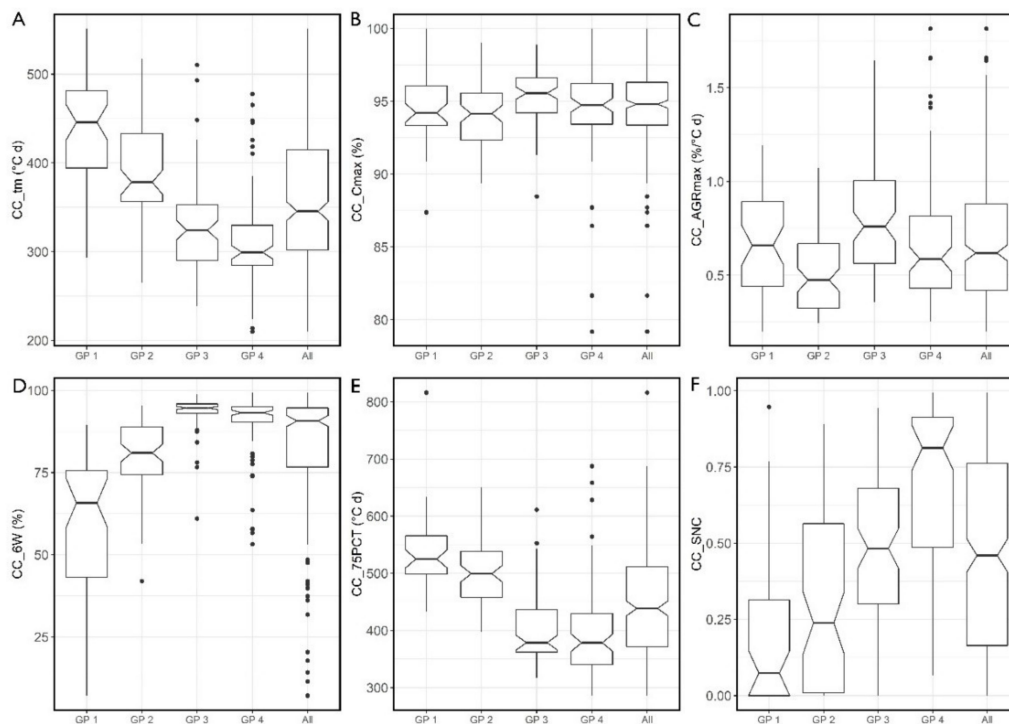 A
CC_tm (°C d)
500
400
300
200
GP 1 GP 2 GP 3 GP 4 All
B
CC_Cmax (%)
100
95
90
85
80
GP 1 GP 2 GP 3 GP 4 All
C
CC_AGRmax (%/°C d)
1.5
1.0
0.5
GP 1 GP 2 GP 3 GP 4 All
D
CC_6W (%)
100
75
50
25
GP 1 GP 2 GP 3 GP 4 All
E
CC_75PCT (°C d)
800
700
600
500
400
300
GP 1 GP 2 GP 3 GP 4 All
F
CC_SNC
1.00
0.75
0.50
0.25
0.00
GP 1 GP 2 GP 3 GP 4 All